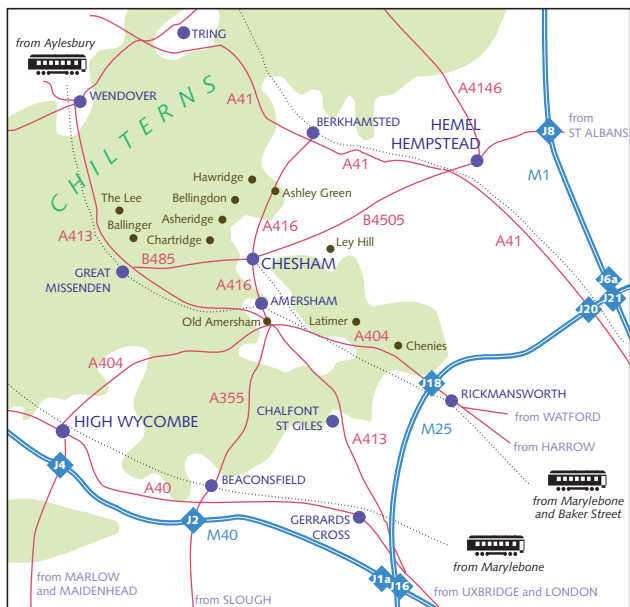 from Aylesbury
TRING
CHILTERNS
WENDOVER
A41
A4146
BERKHAMSTED
HEMEL
HEMPSTEAD
J8
from
ST ALBANS
M1
A41
Hawridge
Ashley Green
The Lee
Bellingdon
Ballinger
Asheridge
A416
B4505
Chartridge
A413
Ley Hill
A41
B485
CHESHAM
GREAT
MISSENDEN
A416
J6a
J21
J20
AMERSHAM
Old Amersham
Latimer
A404
Chenies
A404
J18
RICKMANSWORTH
A355
from WATFORD
CHALFONT
ST GILES
HIGH WYCOMBE
M25
A413
from HARROW
J4
A40
BEACONSFIELD
from Marylebone
and Baker Street
J2
M40
GERRARDS
CROSS
from Marylebone
J1a
J16
from MARLOW
and MAIDENHEAD
from SLOUGH
from UXBRIDGE and LONDON